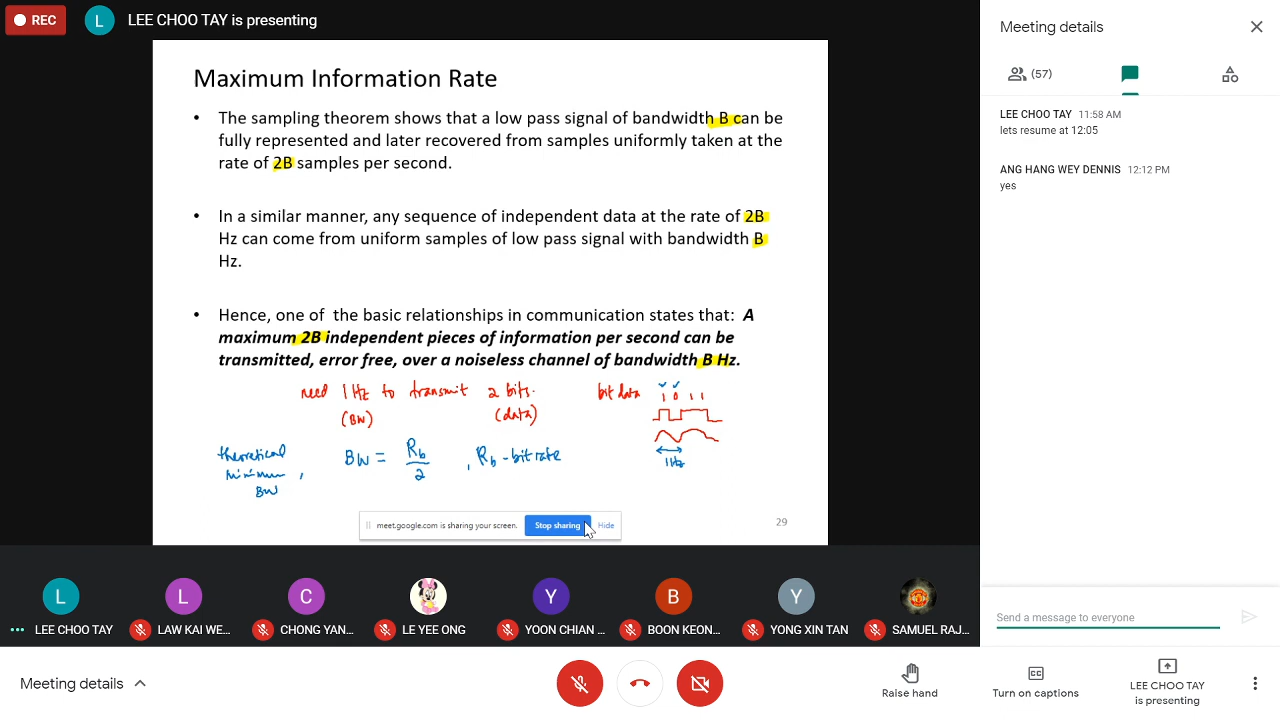 REC
L
LEE CHOO TAY is presenting
Maximum Information Rate
• The sampling theorem shows that a low pass signal of bandwidth B can be
fully represented and later recovered from samples uniformly taken at the
rate of 2B samples per second.
• In a similar manner, any sequence of independent data at the rate of 2B
Hz can come from uniform samples of low pass signal with bandwidth B
Hz.
• Hence, one of the basic relationships in communication states that: A
maximum 2B independent pieces of information per second can be
transmitted, error free, over a noiseless channel of bandwidth B Hz.
need 1Hz to transmit 2 bits.
(BW) (data)
bit data 1 0 1 1
1Hz
theoretical
minimum,
BW
BW = Rb/2 , Rb - bit rate
meet.google.com is sharing your screen. Stop sharing Hide
29
L L C Y B Y
LEE CHOO TAY LAW KAI WE... CHONG YAN... LE YEE ONG YOON CHIAN ... BOON KEON... YONG XIN TAN SAMUEL RAJ...
Meeting details
(57)
LEE CHOO TAY 11:58 AM
lets resume at 12:05
ANG HANG WEY DENNIS 12:12 PM
yes
Send a message to everyone
Meeting details
Raise hand
CC
Turn on captions
LEE CHOO TAY
is presenting